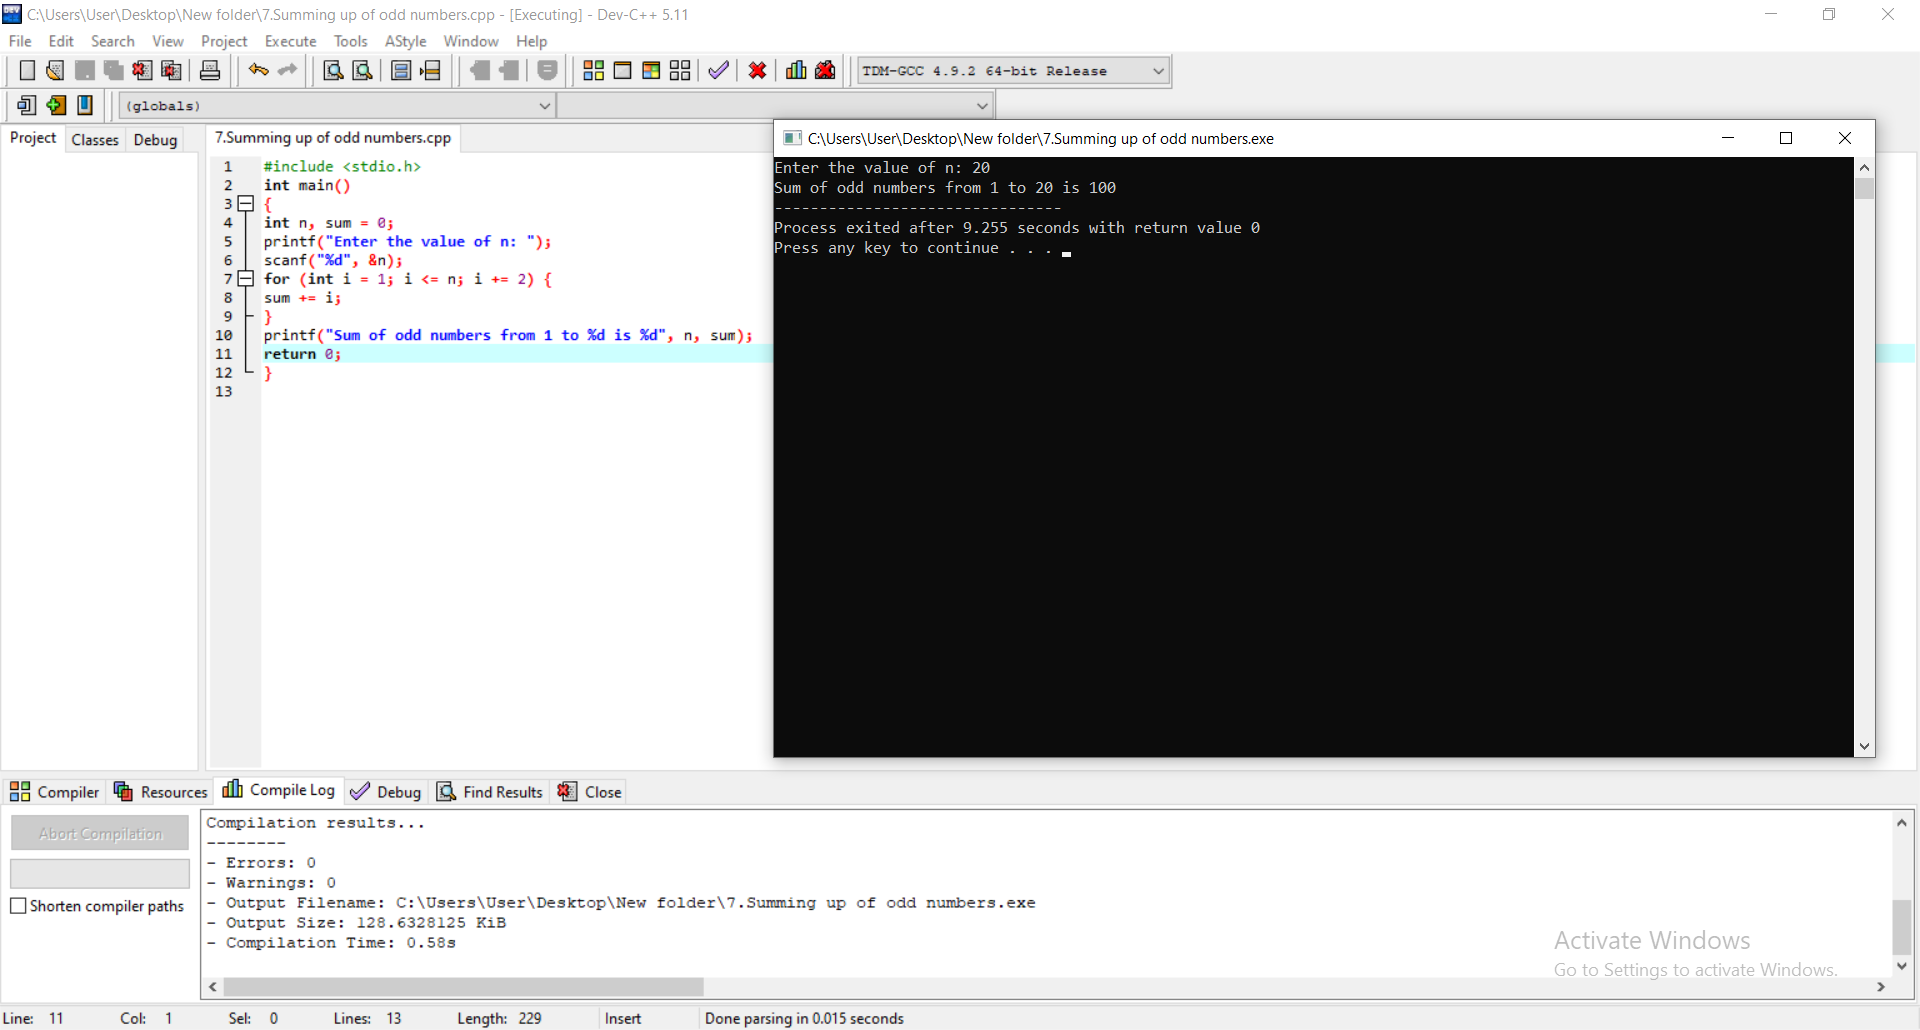 C:\Users\User\Desktop\New folder\7.Summing up of odd numbers.cpp - [Executing] - Dev-C++ 5.11
File Edit Search View Project Execute Tools AStyle Window Help
TDM-GCC 4.9.2 64-bit Release
(globals)
Project Classes Debug
7.Summing up of odd numbers.cpp
1 #include <stdio.h>
2 int main()
3 {
4 int n, sum = 0;
5 printf("Enter the value of n: ");
6 scanf("%d", &n);
7 for (int i = 1; i <= n; i += 2) {
8 sum += i;
9 }
10 printf("Sum of odd numbers from 1 to %d is %d", n, sum);
11 return 0;
12 }
13
C:\Users\User\Desktop\New folder\7.Summing up of odd numbers.exe
Enter the value of n: 20
Sum of odd numbers from 1 to 20 is 100
--------------------------------
Process exited after 9.255 seconds with return value 0
Press any key to continue . . .
Compiler Resources Compile Log Debug Find Results Close
Abort Compilation
Shorten compiler paths
Compilation results...
--------
- Errors: 0
- Warnings: 0
- Output Filename: C:\Users\User\Desktop\New folder\7.Summing up of odd numbers.exe
- Output Size: 128.6328125 KiB
- Compilation Time: 0.58s
Activate Windows
Go to Settings to activate Windows.
Line: 11 Col: 1 Sel: 0 Lines: 13 Length: 229 Insert Done parsing in 0.015 seconds